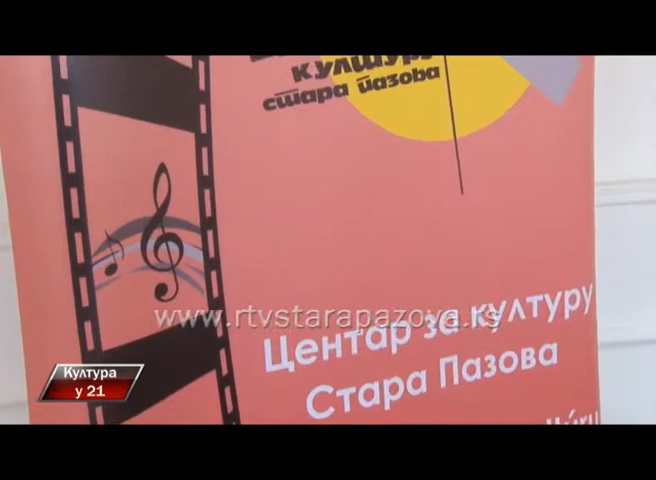 културу
стара пазова
www.rtvstarapazova.rs
Центар за културу
Стара Пазова
Култура
у 21